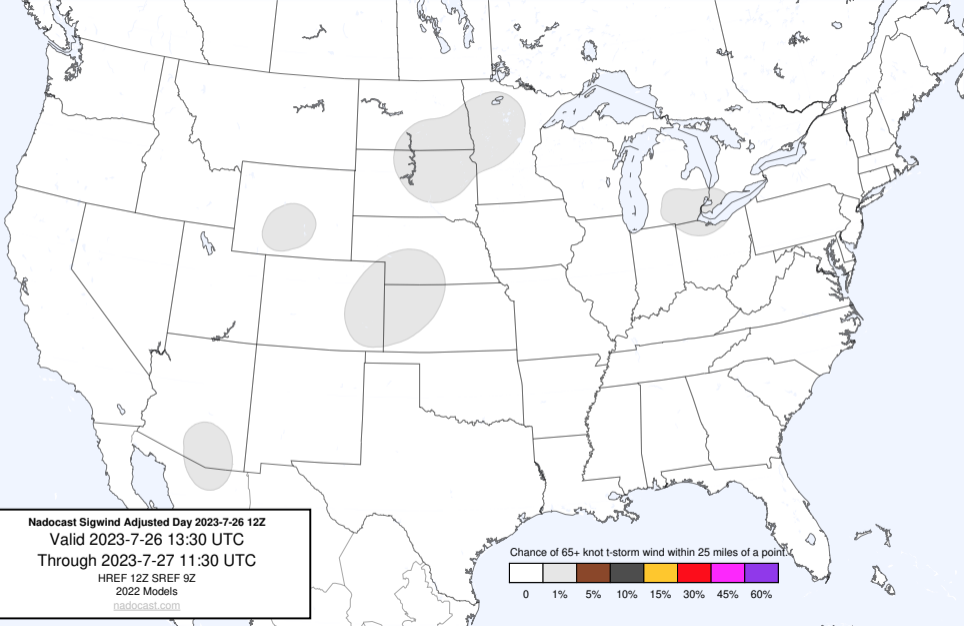 Nadocast Sigwind Adjusted Day 2023-7-26 12Z
Valid 2023-7-26 13:30 UTC
Through 2023-7-27 11:30 UTC
HREF 12Z SREF 9Z
2022 Models
nadocast.com
Chance of 65+ knot t-storm wind within 25 miles of a point.
0 1% 5% 10% 15% 30% 45% 60%